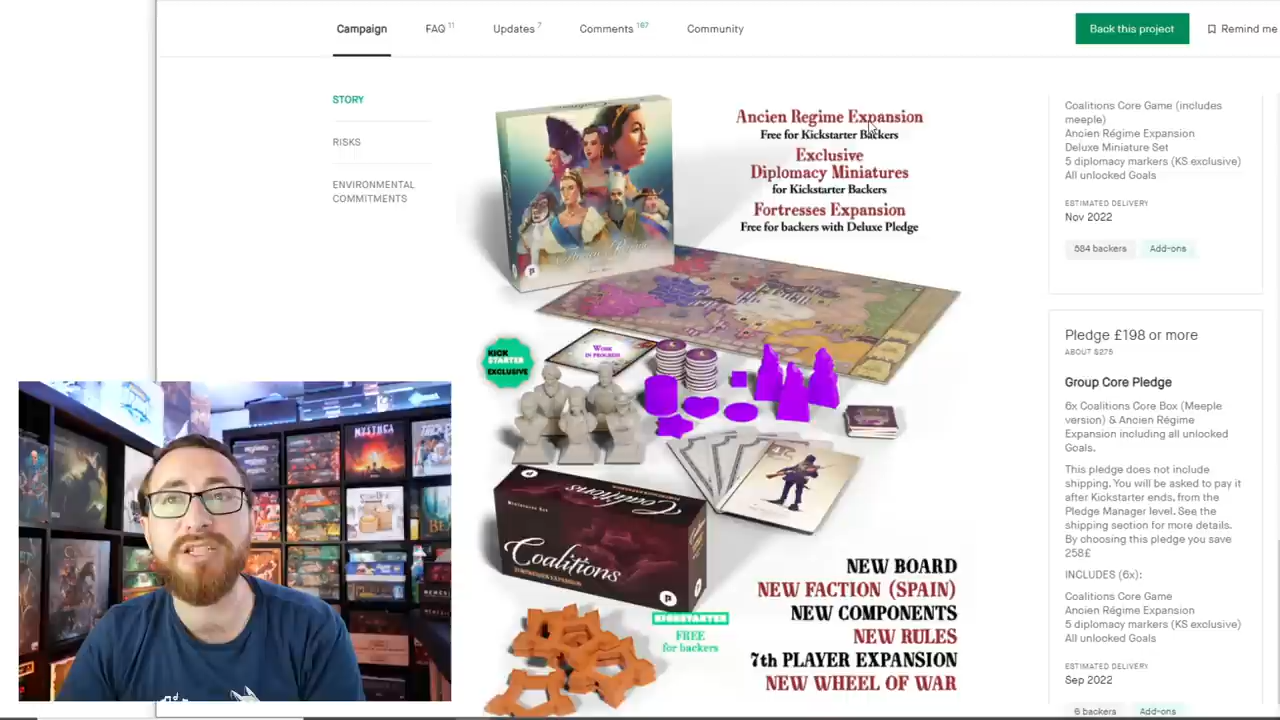 Campaign
FAQ 11
Updates 7
Comments 167
Community
Back this project
Remind me
STORY
RISKS
ENVIRONMENTAL
COMMITMENTS
Ancien Regime Expansion
Free for Kickstarter Backers
Exclusive
Diplomacy Miniatures
for Kickstarter Backers
Fortresses Expansion
Free for backers with Deluxe Pledge
KICK
STARTER
EXCLUSIVE
WORK
IN PROGRESS
Coalitions
KICKSTARTER
FREE
for backers
NEW BOARD
NEW FACTION (SPAIN)
NEW COMPONENTS
NEW RULES
7th PLAYER EXPANSION
NEW WHEEL OF WAR
MYSTHEA
Coalitions Core Game (includes
meeple)
Ancien Régime Expansion
Deluxe Miniature Set
5 diplomacy markers (KS exclusive)
All unlocked Goals
ESTIMATED DELIVERY
Nov 2022
584 backers
Add-ons
Pledge £198 or more
ABOUT $275
Group Core Pledge
6x Coalitions Core Box (Meeple
version) & Ancien Régime
Expansion including all unlocked
Goals.
This pledge does not include
shipping. You will be asked to pay it
after Kickstarter ends, from the
Pledge Manager level. See the
shipping section for more details.
By choosing this pledge you save
258£
INCLUDES (6x):
Coalitions Core Game
Ancien Régime Expansion
5 diplomacy markers (KS exclusive)
All unlocked Goals
ESTIMATED DELIVERY
Sep 2022
6 backers
Add-ons